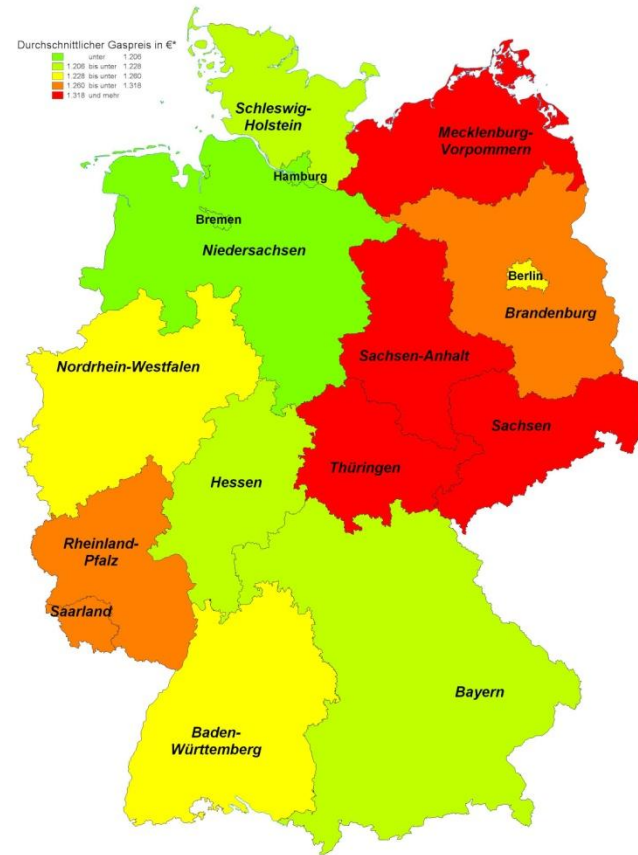 Durchschnittlicher Gaspreis in €*
unter 1.206
1.206 bis unter 1.228
1.228 bis unter 1.260
1.260 bis unter 1.318
1.318 und mehr
Schleswig-
Holstein
Mecklenburg-
Vorpommern
Hamburg
Bremen
Niedersachsen
Berlin
Brandenburg
Nordrhein-Westfalen
Sachsen-Anhalt
Sachsen
Thüringen
Hessen
Rheinland-
Pfalz
Saarland
Bayern
Baden-
Württemberg